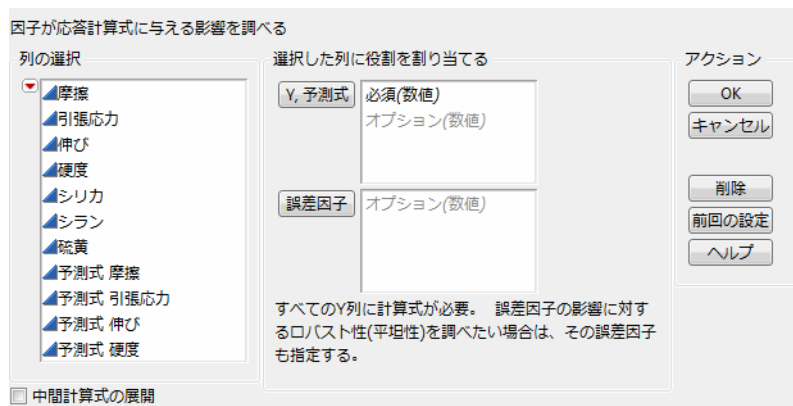 因子が応答計算式に与える影響を調べる
列の選択
摩擦
引張応力
伸び
硬度
シリカ
シラン
硫黄
予測式 摩擦
予測式 引張応力
予測式 伸び
予測式 硬度
中間計算式の展開
選択した列に役割を割り当てる
Y, 予測式
必須(数値)
オプション(数値)
誤差因子
オプション(数値)
すべてのY列に計算式が必要。 誤差因子の影響に対す
るロバスト性(平坦性)を調べたい場合は、その誤差因子
も指定する。
アクション
OK
キャンセル
削除
前回の設定
ヘルプ